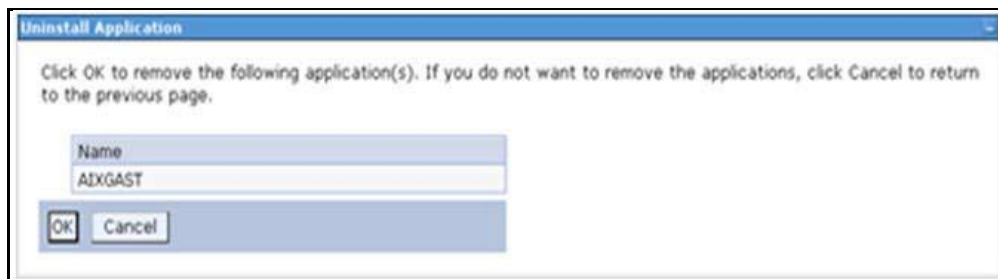 Uninstall Application
Click OK to remove the following application(s). If you do not want to remove the applications, click Cancel to return
to the previous page.
Name
AIXGAST
OK Cancel